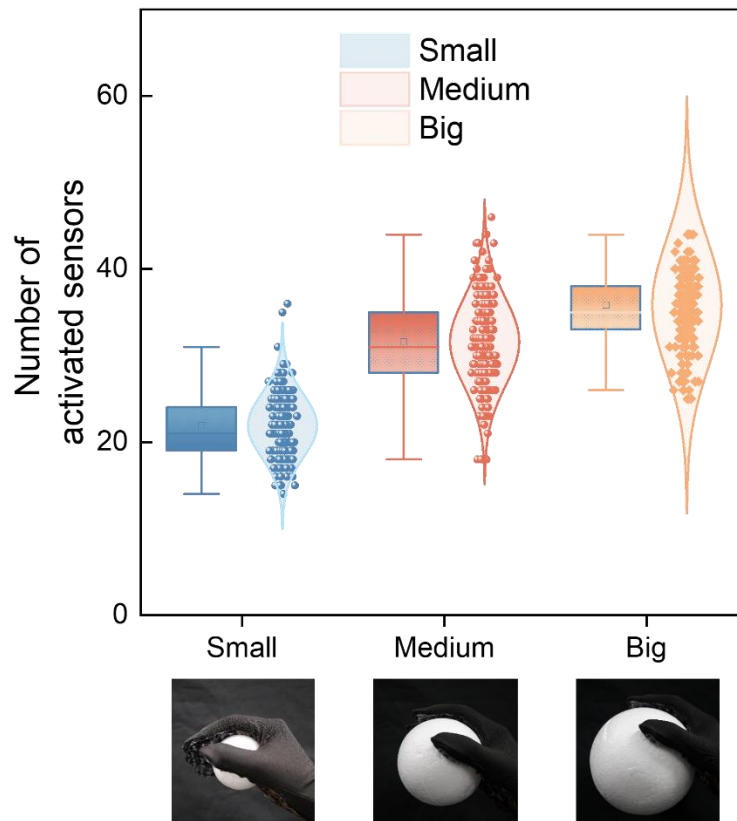 Small
Medium
Big
Number of
activated sensors
60
40
20
0
Small
Medium
Big